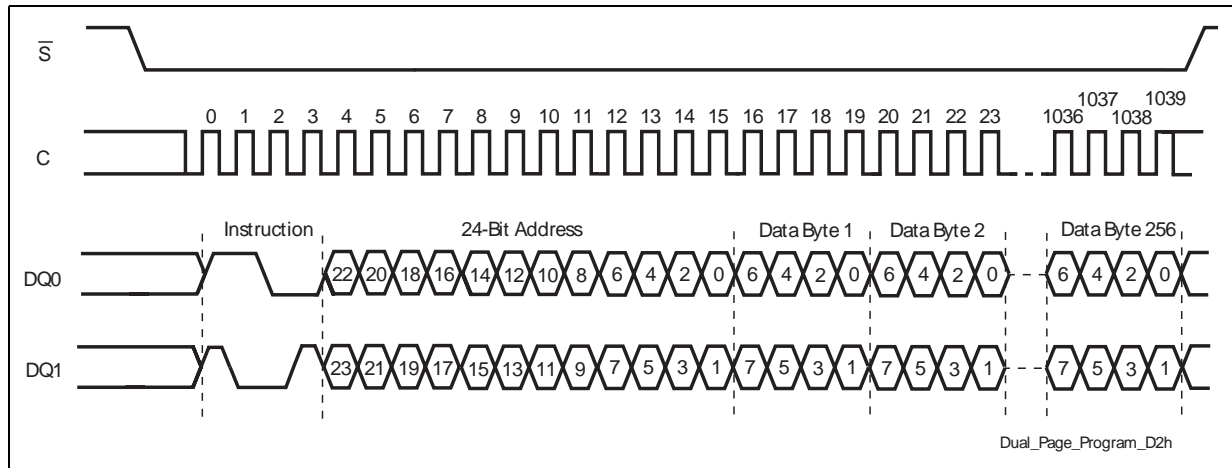 S
0 1 2 3 4 5 6 7 8 9 10 11 12 13 14 15 16 17 18 19 20 21 22 23 1036 1037 1038 1039
C
Instruction 24-Bit Address Data Byte 1 Data Byte 2 Data Byte 256
DQ0 22 20 18 16 14 12 10 8 6 4 2 0 6 4 2 0 6 4 2 0 6 4 2 0
DQ1 23 21 19 17 15 13 11 9 7 5 3 1 7 5 3 1 7 5 3 1 7 5 3 1
Dual_Page_Program_D2h